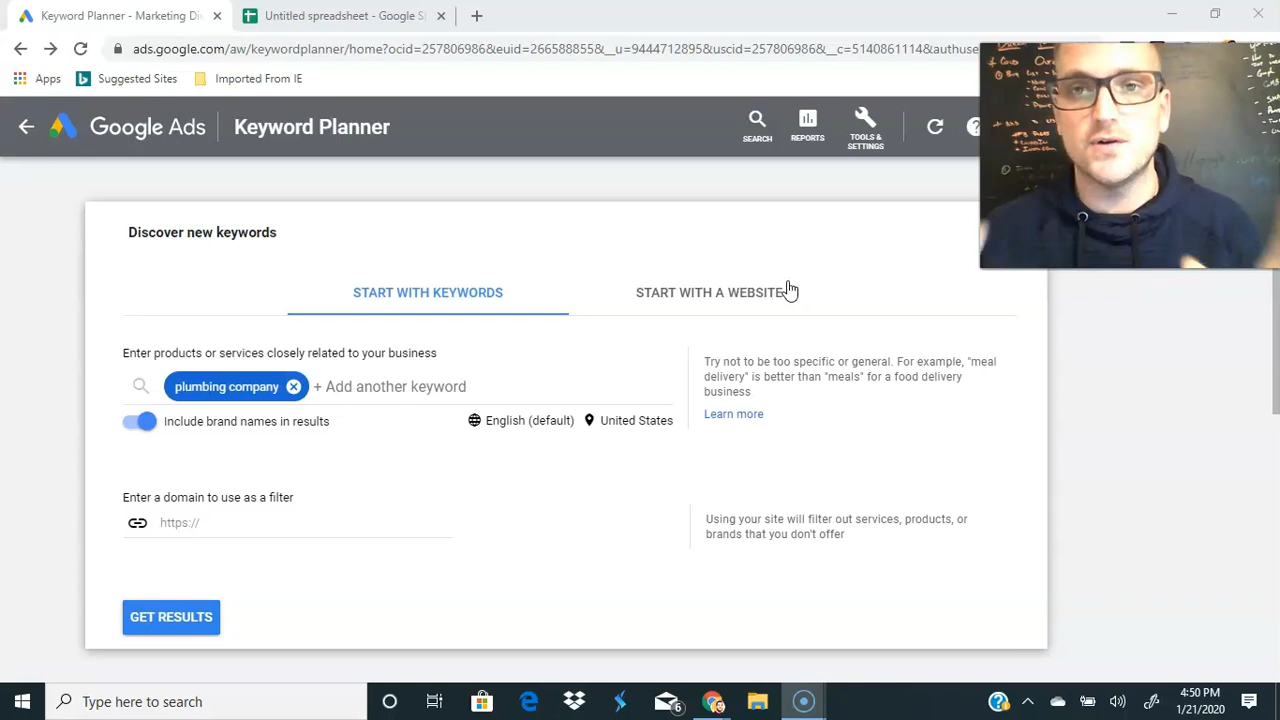 Keyword Planner - Marketing Di
Untitled spreadsheet - Google S
ads.google.com/aw/keywordplanner/home?ocid=257806986&euid=266588855&__u=9444712895&uscid=257806986&__c=5140861114&authuse
Apps
Suggested Sites
Imported From IE
Google Ads
Keyword Planner
SEARCH
REPORTS
TOOLS &
SETTINGS
Discover new keywords
START WITH KEYWORDS
START WITH A WEBSITE
Enter products or services closely related to your business
plumbing company
+ Add another keyword
Include brand names in results
English (default)
United States
Try not to be too specific or general. For example, "meal
delivery" is better than "meals" for a food delivery
business
Learn more
Enter a domain to use as a filter
https://
Using your site will filter out services, products, or
brands that you don't offer
GET RESULTS
Type here to search
6
4:50 PM
1/21/2020